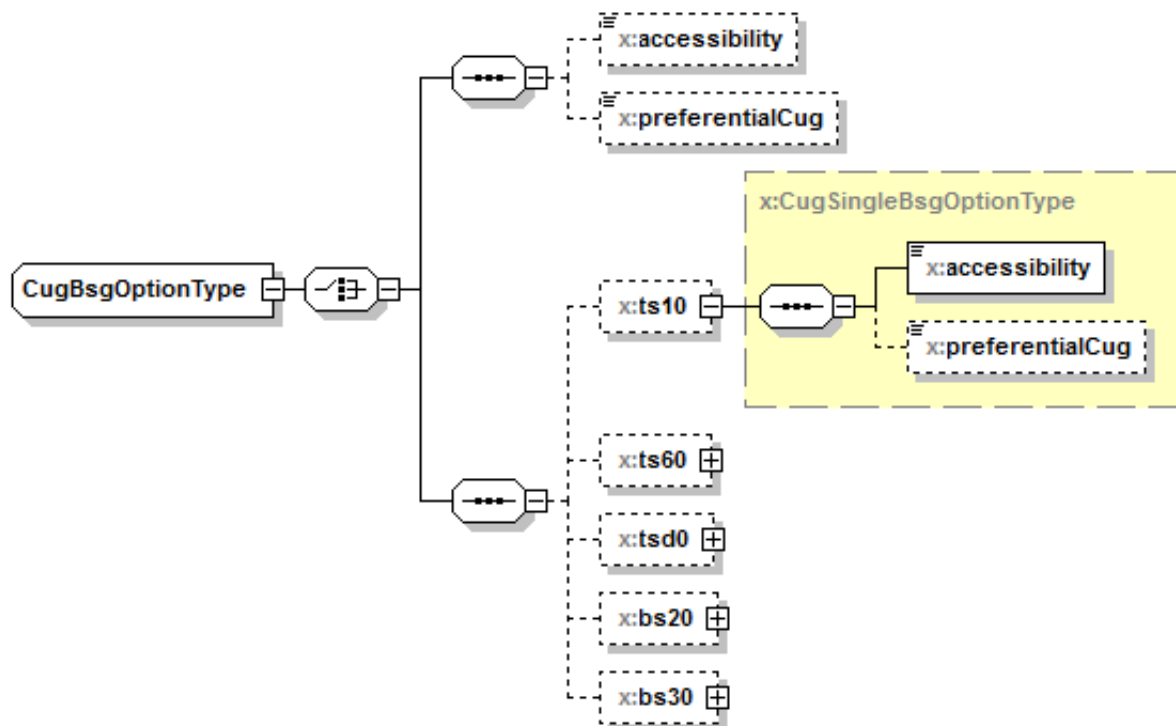 x:accessibility
x:preferentialCug
x:CugSingleBsgOptionType
x:accessibility
CugBsgOptionType
x:ts10
x:preferentialCug
x:ts60
x:tsd0
x:bs20
x:bs30